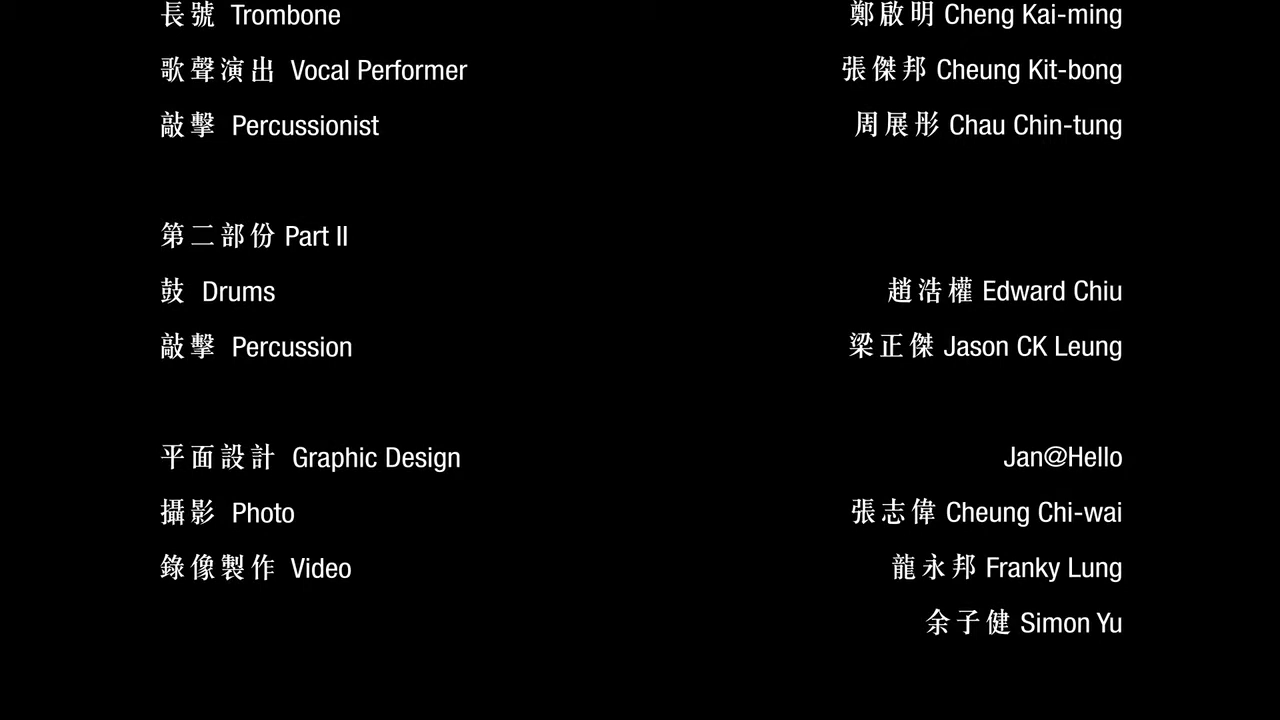 長號 Trombone 鄭啟明 Cheng Kai-ming
歌聲演出 Vocal Performer 張傑邦 Cheung Kit-bong
敲擊 Percussionist 周展彤 Chau Chin-tung
第二部份 Part II
鼓 Drums 趙浩權 Edward Chiu
敲擊 Percussion 梁正傑 Jason CK Leung
平面設計 Graphic Design Jan@Hello
攝影 Photo 張志偉 Cheung Chi-wai
錄像製作 Video 龍永邦 Franky Lung
余子健 Simon Yu